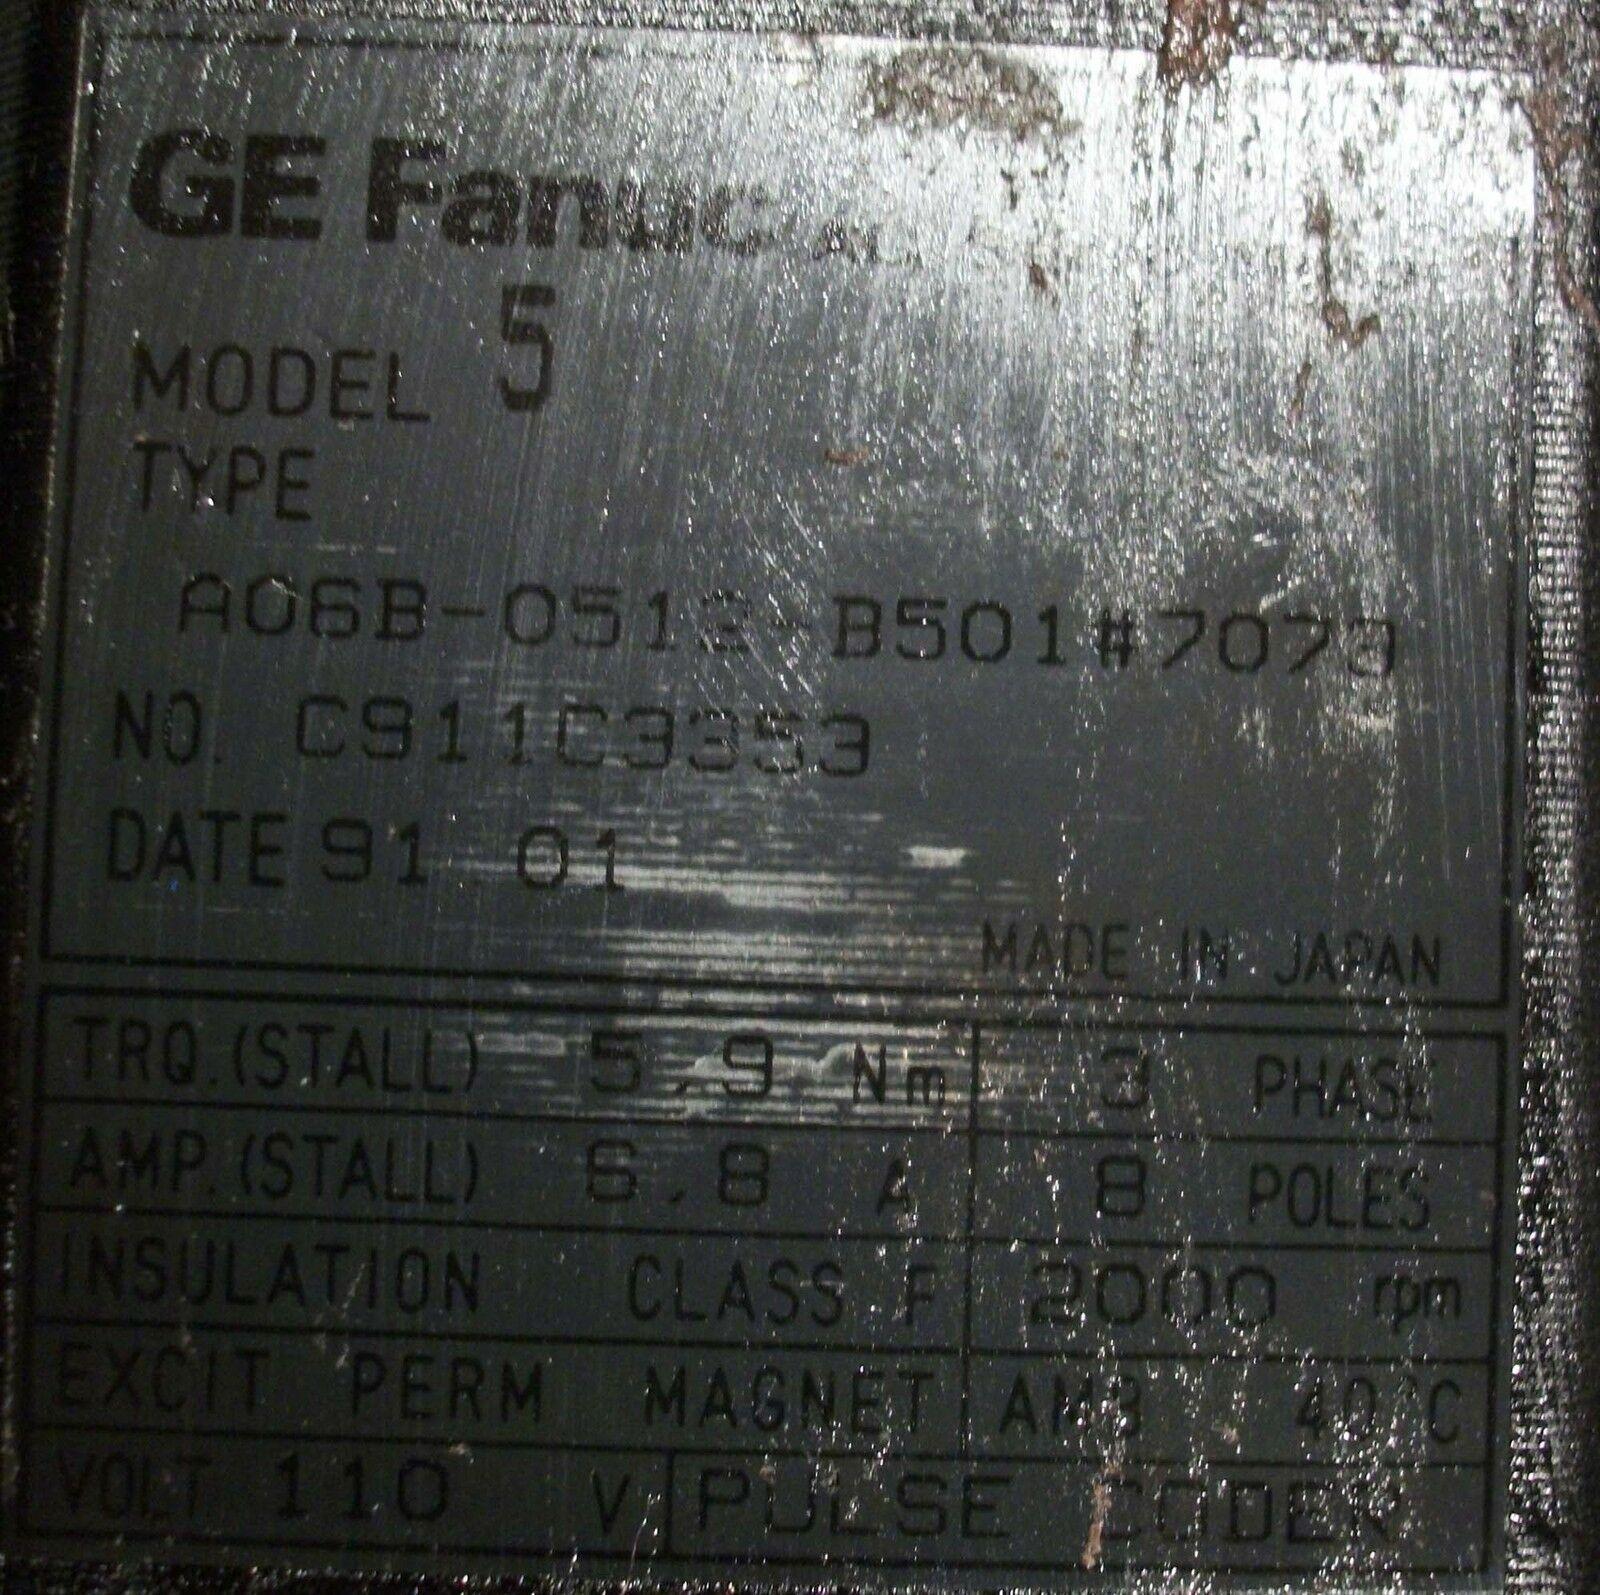 GE Fanuc AC
MODEL 5
TYPE
A06B-0512-B501#7073
NO. C911C3353
DATE 91.01
MADE IN JAPAN
TRQ.(STALL) 5.9 Nm 3 PHASE
AMP.(STALL) 6.8 A 8 POLES
INSULATION CLASS F 2000 rpm
EXCIT PERM MAGNET AMB 40°C
VOLT. 110 V PULSE CODER